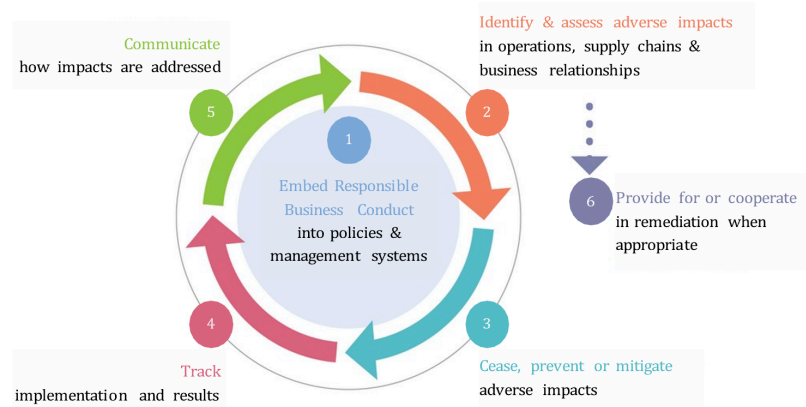 1
Embed Responsible
Business Conduct
into policies &
management systems
2
Identify & assess adverse impacts
in operations, supply chains &
business relationships
3
Cease, prevent or mitigate
adverse impacts
4
Track
implementation and results
5
Communicate
how impacts are addressed
6
Provide for or cooperate
in remediation when
appropriate